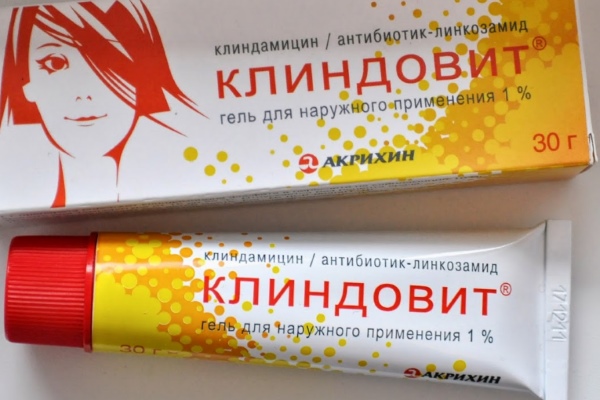 клиндамицин / антибиотик-линкозамид
КЛИНДОВИТ®
гель для наружного применения 1 %
30 г
АКРИХИН
клиндамицин / антибиотик-линкозамид
КЛИНДОВИТ®
гель для наружного применения 1 %
30 г
АКРИХИН